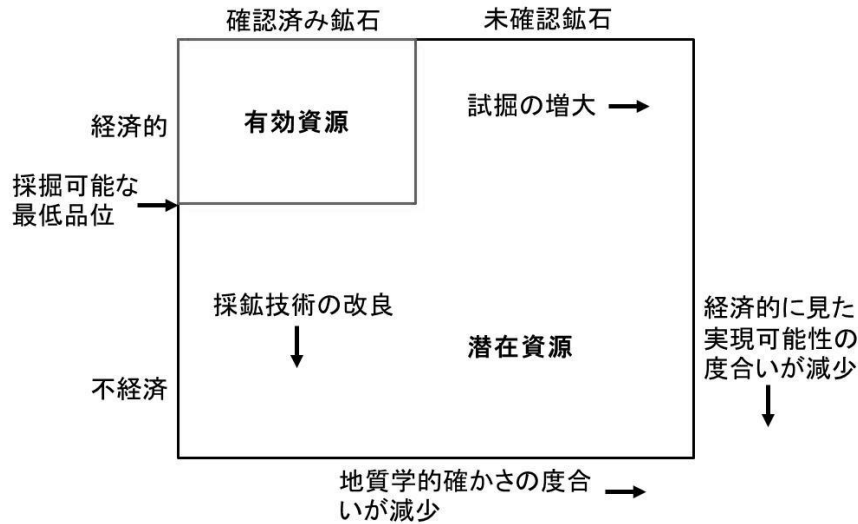 確認済み鉱石
未確認鉱石
経済的
有効資源
試掘の増大
採掘可能な
最低品位
採鉱技術の改良
潜在資源
経済的に見た
実現可能性の
度合いが減少
不経済
地質学的確かさの度合
いが減少